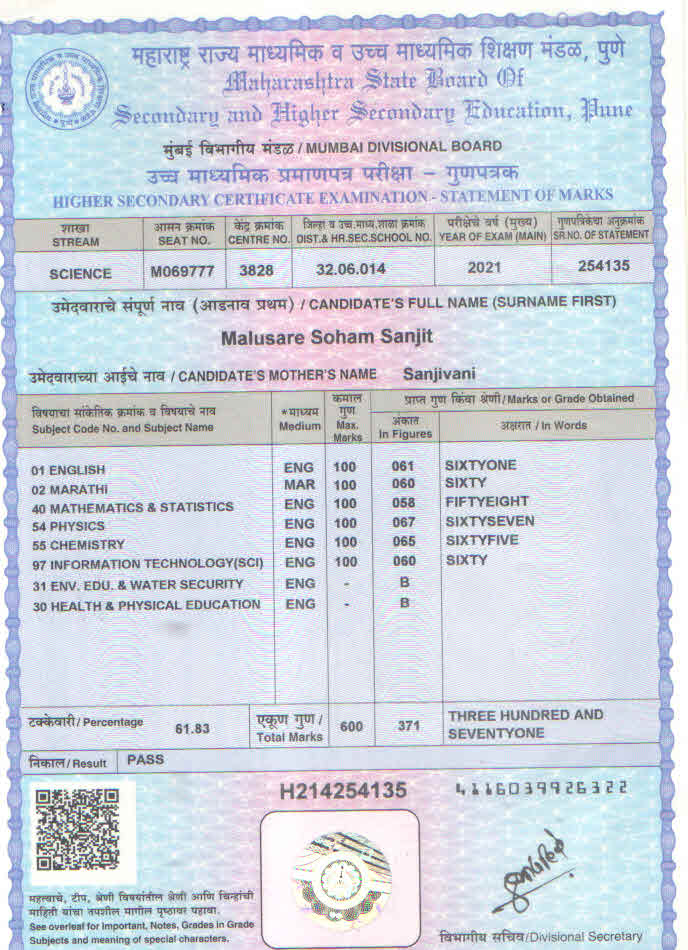 महाराष्ट्र राज्य माध्यमिक व उच्च माध्यमिक शिक्षण मंडळ, पुणे
Maharashtra State Board Of
Secondary and Higher Secondary Education, Pune
मुंबई विभागीय मंडळ / MUMBAI DIVISIONAL BOARD
उच्च माध्यमिक प्रमाणपत्र परीक्षा – गुणपत्रक
HIGHER SECONDARY CERTIFICATE EXAMINATION - STATEMENT OF MARKS
शाखा STREAM आसन क्रमांक SEAT NO. केंद्र क्रमांक CENTRE NO. जिल्हा व उच्च.माध्य.शाळा क्रमांक DIST.& HR.SEC.SCHOOL NO. परीक्षेचे वर्ष (मुख्य) YEAR OF EXAM (MAIN) गुणपत्रिकेचा अनुक्रमांक SR.NO. OF STATEMENT
SCIENCE M069777 3828 32.06.014 2021 254135
उमेदवाराचे संपूर्ण नाव (आडनाव प्रथम) / CANDIDATE'S FULL NAME (SURNAME FIRST)
Malusare Soham Sanjit
उमेदवाराच्या आईचे नाव / CANDIDATE'S MOTHER'S NAME Sanjivani
विषयाचा सांकेतिक क्रमांक व विषयाचे नाव Subject Code No. and Subject Name *माध्यम Medium कमाल गुण Max. Marks प्राप्त गुण किंवा श्रेणी/Marks or Grade Obtained
अंकात In Figures अक्षरात / In Words
01 ENGLISH ENG 100 061 SIXTYONE
02 MARATHI MAR 100 060 SIXTY
40 MATHEMATICS & STATISTICS ENG 100 058 FIFTYEIGHT
54 PHYSICS ENG 100 067 SIXTYSEVEN
55 CHEMISTRY ENG 100 065 SIXTYFIVE
97 INFORMATION TECHNOLOGY(SCI) ENG 100 060 SIXTY
31 ENV. EDU. & WATER SECURITY ENG - B
30 HEALTH & PHYSICAL EDUCATION ENG - B
टक्केवारी/ Percentage 61.83 एकूण गुण / Total Marks 600 371 THREE HUNDRED AND SEVENTYONE
निकाल/ Result PASS
H214254135 4116039926322
महत्वाचे, टीप, श्रेणी विषयांतील श्रेणी आणि चिन्हांची
माहिती यांचा तपशील मागील पृष्ठावर पहावा.
See overleaf for Important, Notes, Grades in Grade
Subjects and meaning of special characters.
विभागीय सचिव/Divisional Secretary